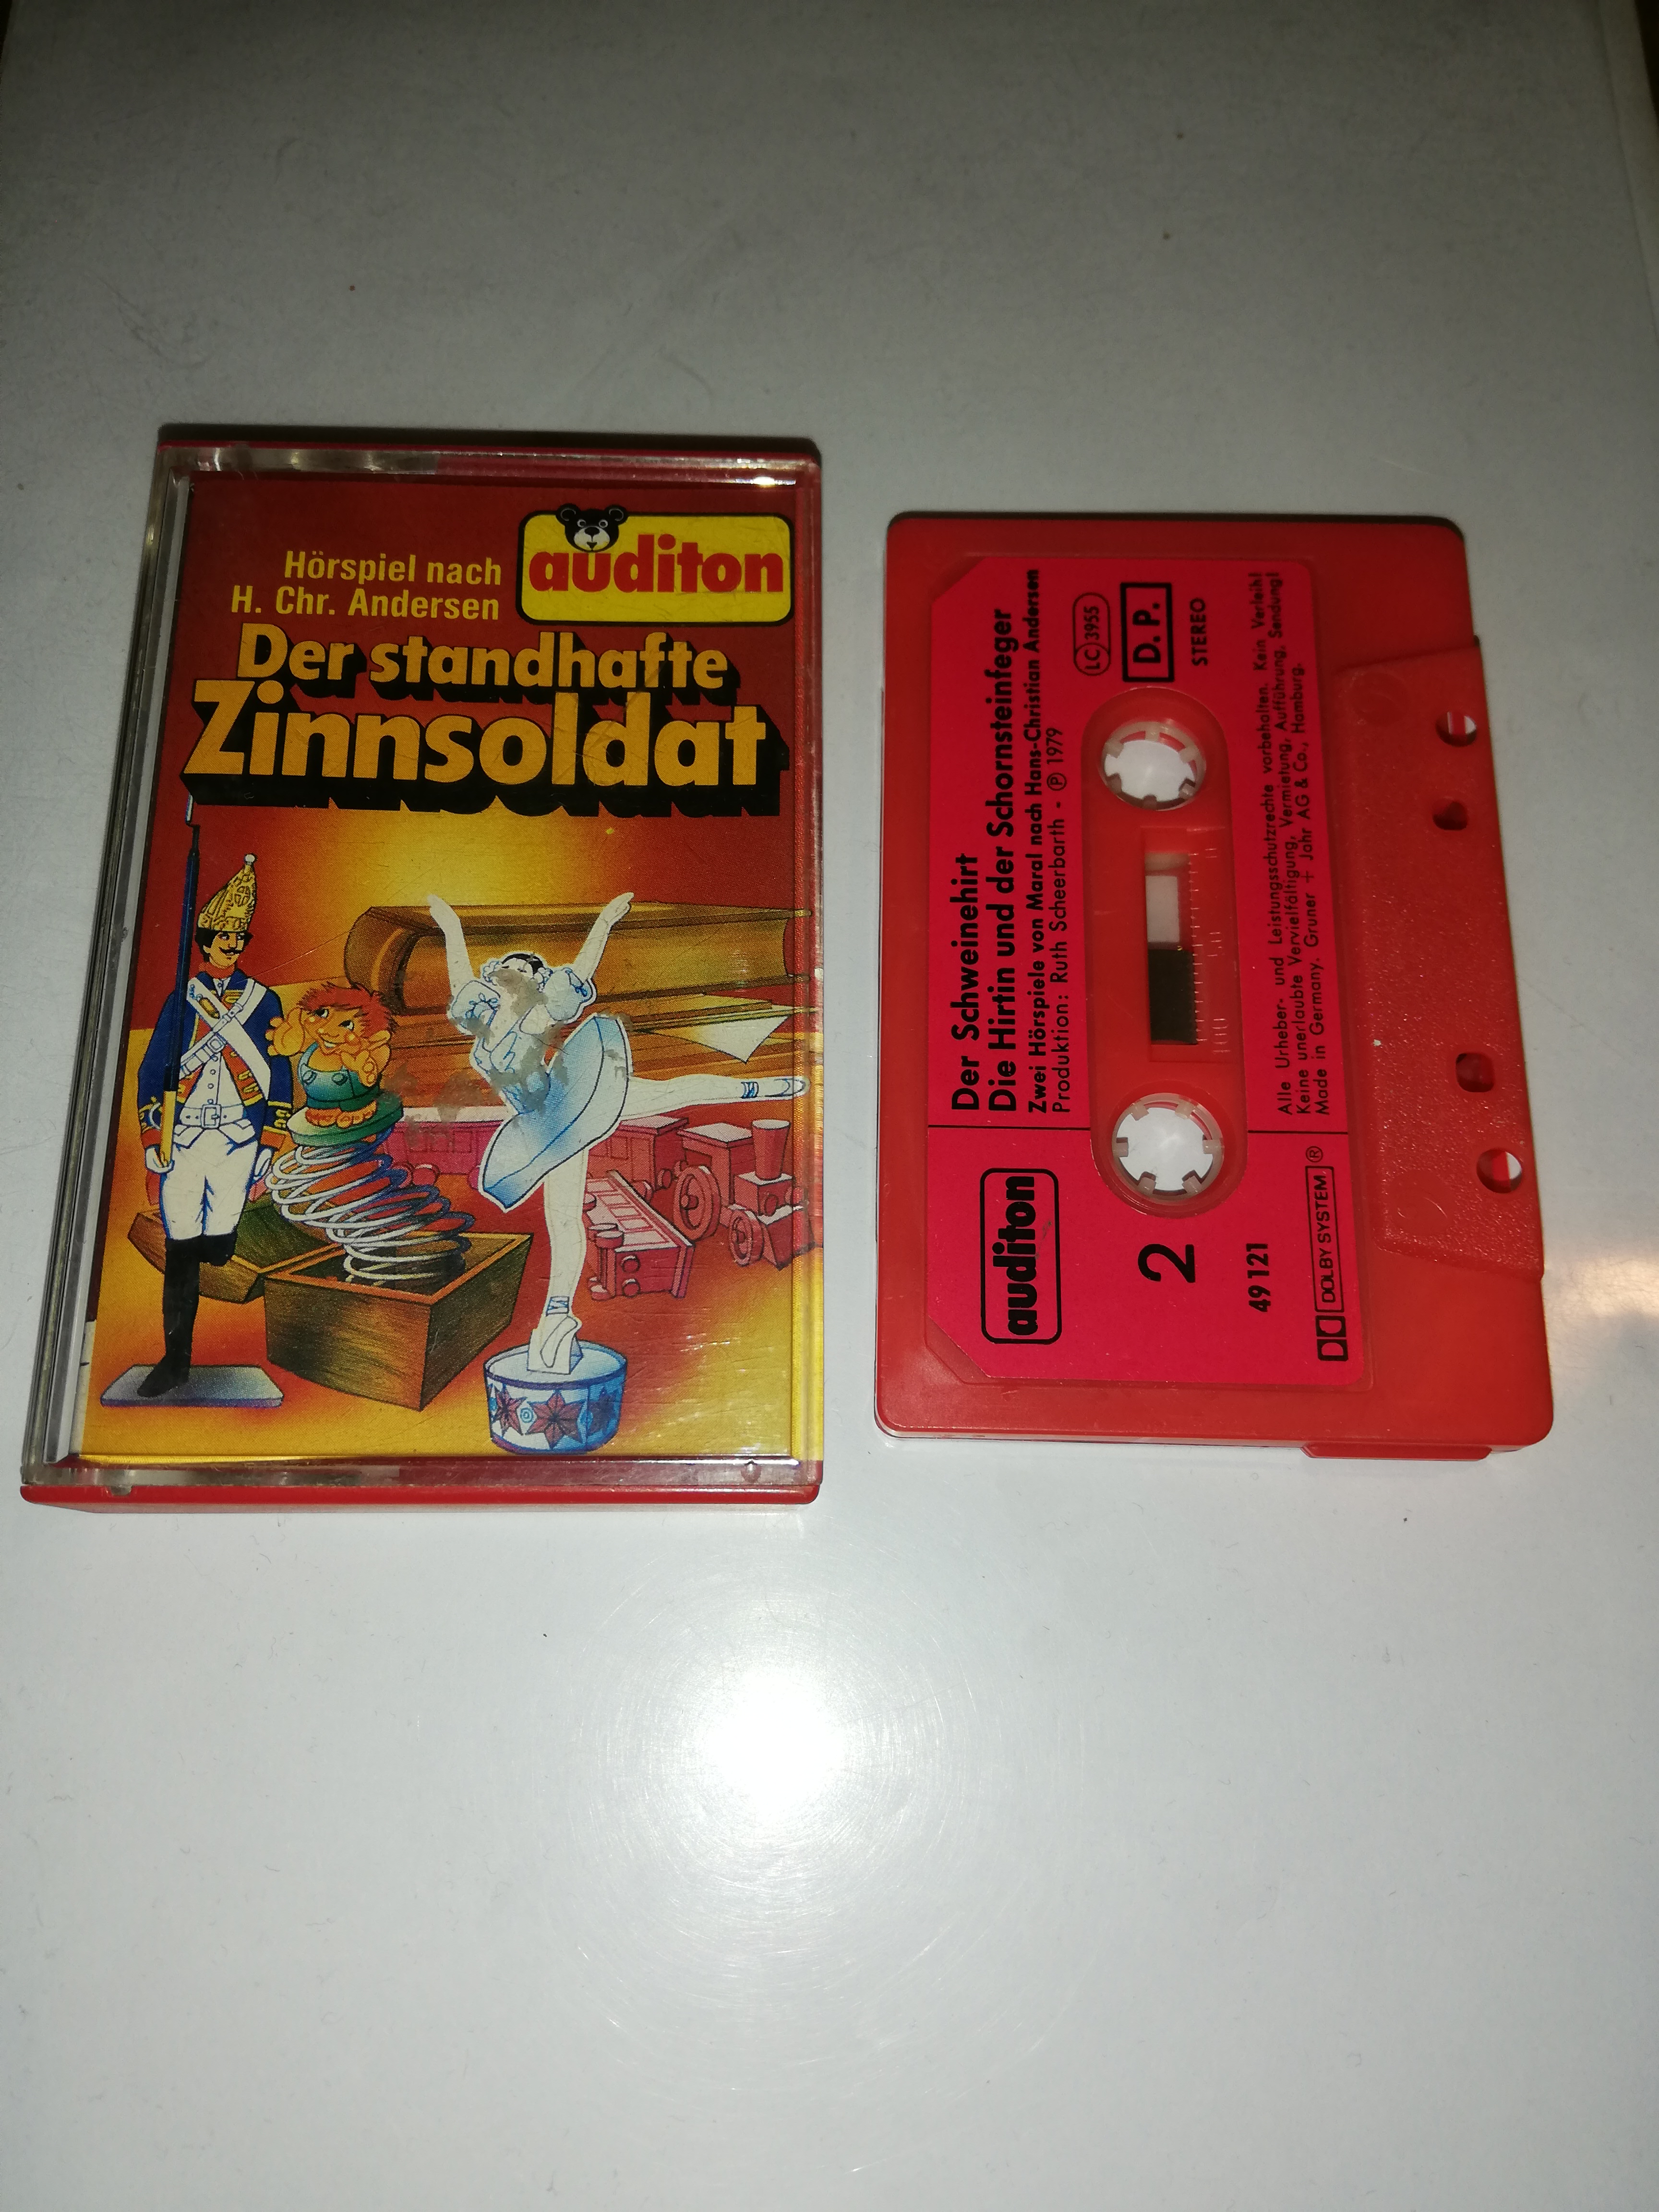 Hörspiel nach
H. Chr. Andersen
auditon
Der standhafte
Zinnsoldat
Der Schweinehirt
Die Hirtin und der Schornsteinfeger
Zwei Hörspiele von Maral nach Hans-Christian Andersen
Produktion: Ruth Scheerbarth - Ⓟ 1979
auditon
2
49 121
LC 3955
D. P.
STEREO
50
100
Alle Urheber- und Leistungsschutzrechte vorbehalten. Kein Verleih!
Keine unerlaubte Vervielfältigung, Vermietung, Aufführung, Sendung!
Made in Germany. Gruner + Jahr AG & Co., Hamburg.
DOLBY SYSTEM ®